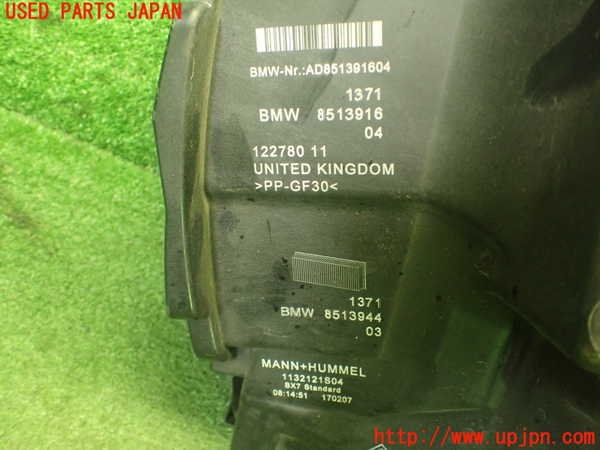 USED PARTS JAPAN
BMW-Nr.:AD851391604
1371
BMW 8513916
04
122780 11
UNITED KINGDOM
>PP-GF30<
1371
BMW 8513944
03
MANN+HUMMEL
1132121S04
BX7 Standard
08:14:51 170207
http://www.upjpn.com